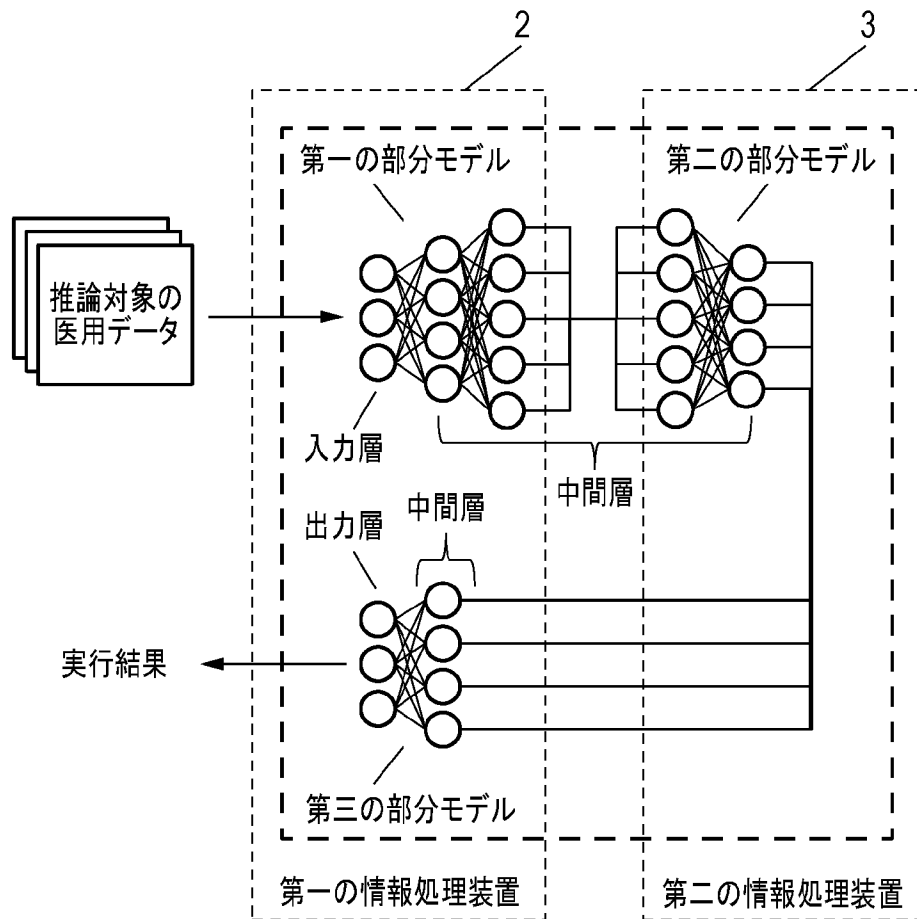 2
3
第一の部分モデル
第二の部分モデル
推論対象の
医用データ
入力層
中間層
出力層
中間層
実行結果
第三の部分モデル
第一の情報処理装置
第二の情報処理装置